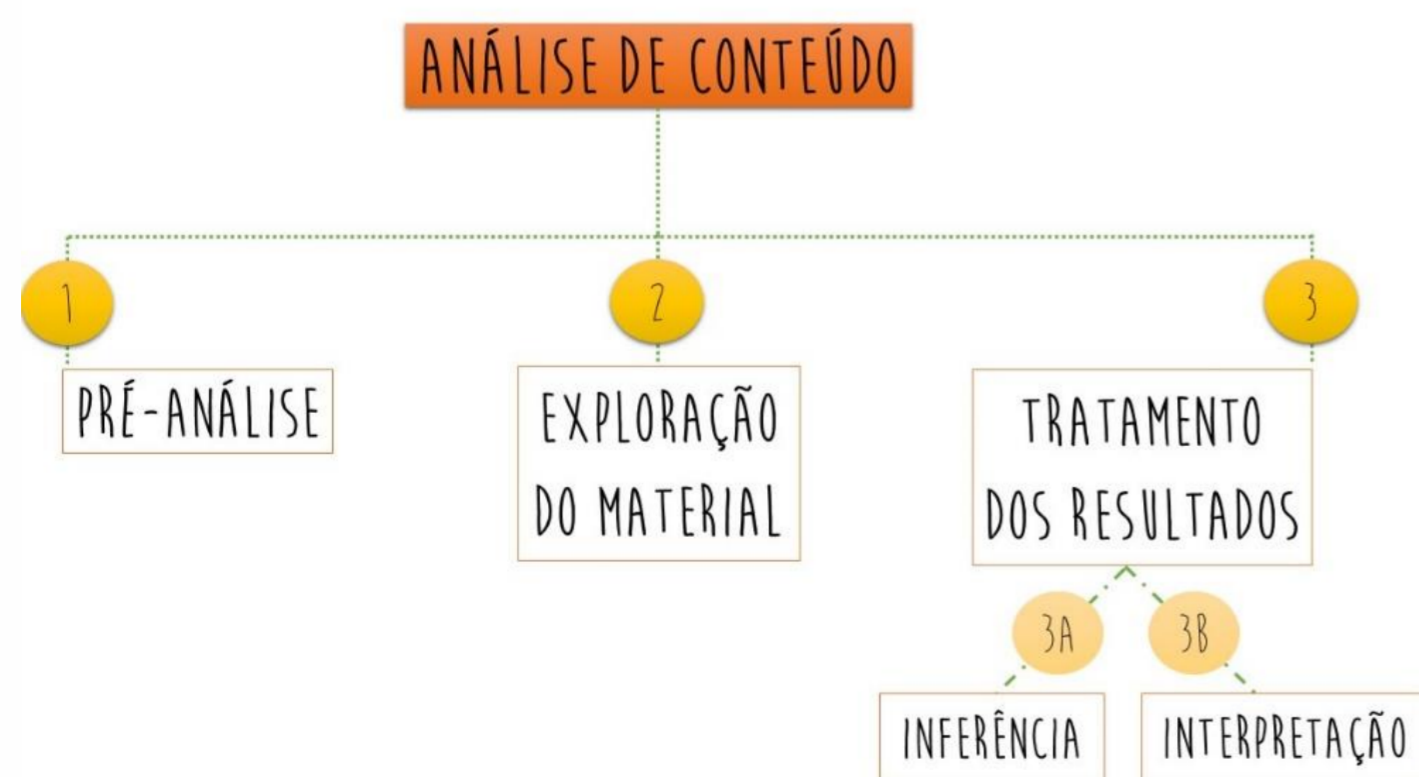 ANÁLISE DE CONTEÚDO
1
2
3
PRÉ-ANÁLISE
EXPLORAÇÃO
DO MATERIAL
TRATAMENTO
DOS RESULTADOS
3A
3B
INFERÊNCIA
INTERPRETAÇÃO